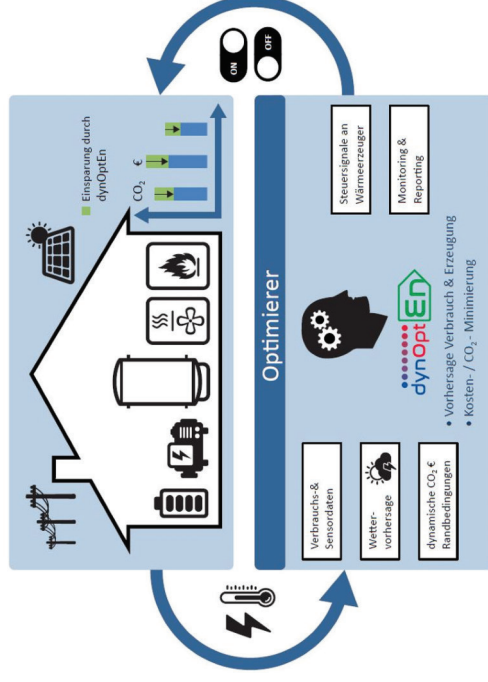 Einsparung durch
dynOptEn
CO₂
€
ON
OFF
Optimierer
Verbrauchs-&
Sensordaten
Wetter-
vorhersage
dynamische CO₂ €
Randbedingungen
dynOptEn
• Vorhersage Verbrauch & Erzeugung
• Kosten- / CO₂- Minimierung
Steuersignale an
Wärmeerzeuger
Monitoring &
Reporting